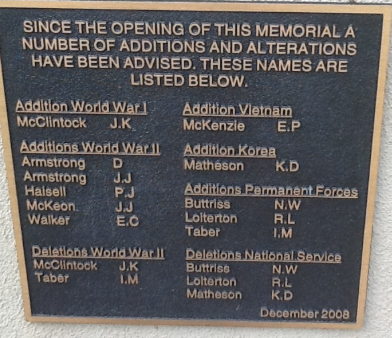 SINCE THE OPENING OF THIS MEMORIAL A
NUMBER OF ADDITIONS AND ALTERATIONS
HAVE BEEN ADVISED. THESE NAMES ARE
LISTED BELOW.
Addition World War I
McClintock J.K
Additions World War II
Armstrong D
Armstrong J.J
Halsell P.J
McKeon J.J
Walker E.C
Deletions World War II
McClintock J.K
Taber I.M
Addition Vietnam
McKenzie E.P
Addition Korea
Matheson K.D
Additions Permanent Forces
Buttriss N.W
Lolterton R.L
Taber I.M
Deletions National Service
Buttriss N.W
Lolterton R.L
Matheson K.D
December 2008